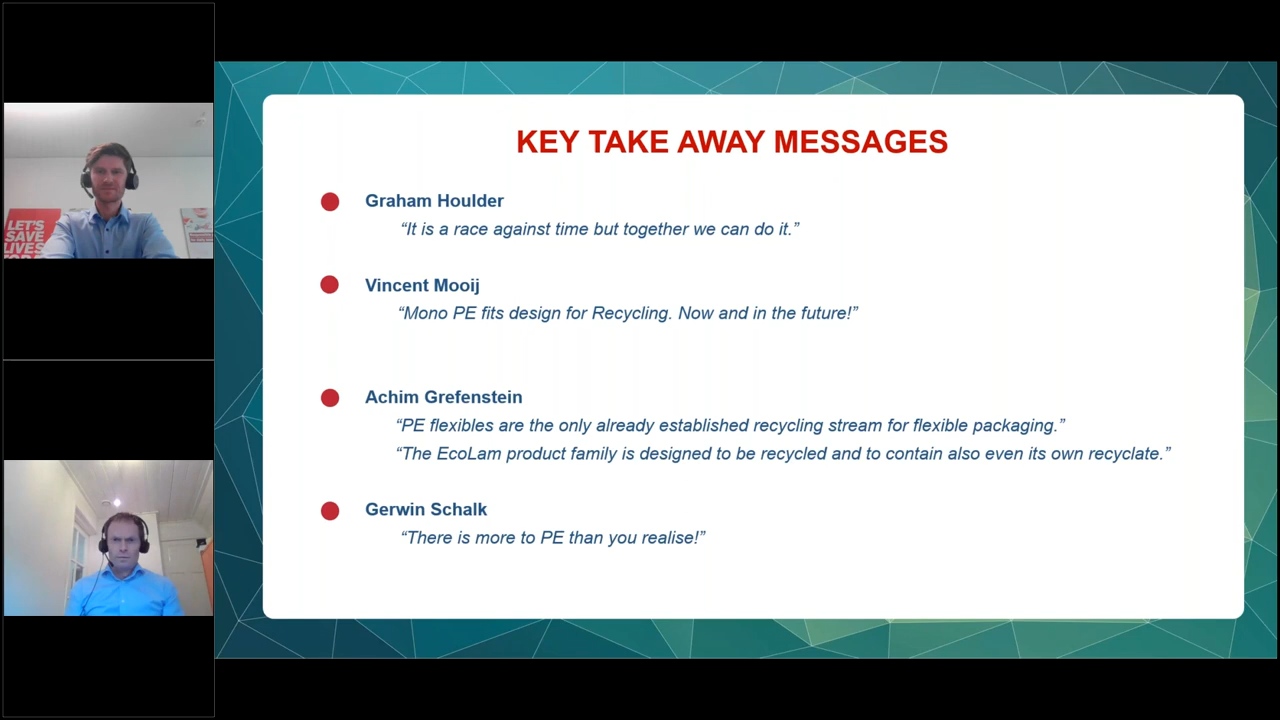 KEY TAKE AWAY MESSAGES
Graham Houlder
“It is a race against time but together we can do it.”
Vincent Mooij
“Mono PE fits design for Recycling. Now and in the future!”
Achim Grefenstein
“PE flexibles are the only already established recycling stream for flexible packaging.”
“The EcoLam product family is designed to be recycled and to contain also even its own recyclate.”
Gerwin Schalk
“There is more to PE than you realise!”
LET'S
SAVE
LIVES